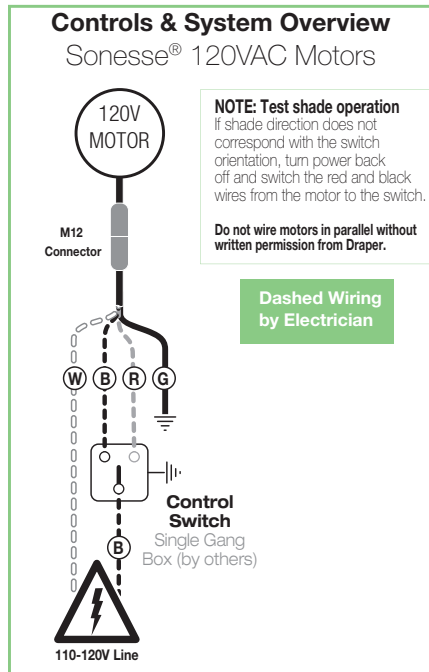 Controls & System Overview
Sonesse® 120VAC Motors
120V
MOTOR
NOTE: Test shade operation
If shade direction does not
correspond with the switch
orientation, turn power back
off and switch the red and black
wires from the motor to the switch.
Do not wire motors in parallel without
written permission from Draper.
M12
Connector
Dashed Wiring
by Electrician
W B R G
Control
Switch
Single Gang
Box (by others)
B
110-120V Line